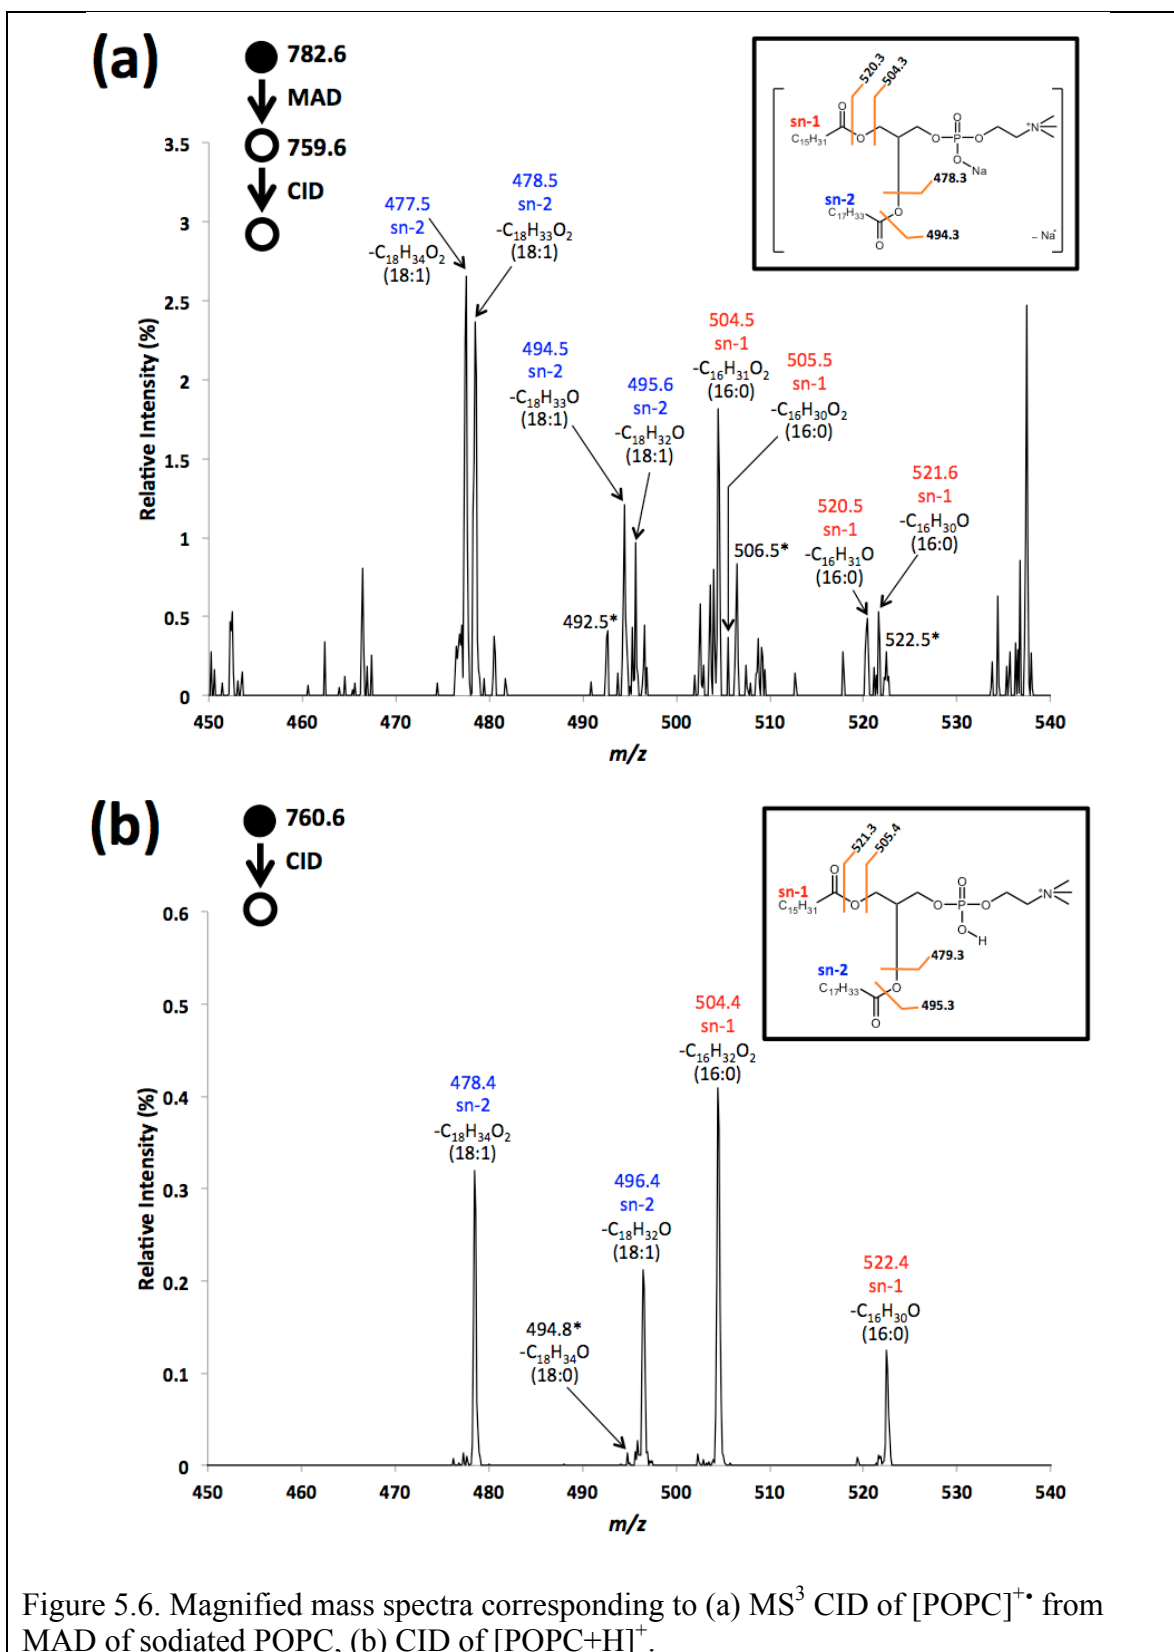 (a)
782.6
MAD
759.6
CID
3.5
3
2.5
2
1.5
1
0.5
0
Relative Intensity (%)
477.5
sn-2
-C18H34O2
(18:1)
478.5
sn-2
-C18H33O2
(18:1)
494.5
sn-2
-C18H33O
(18:1)
495.6
sn-2
-C18H32O
(18:1)
504.5
sn-1
-C16H31O2
(16:0)
505.5
sn-1
-C16H30O2
(16:0)
492.5*
506.5*
520.5
sn-1
-C16H31O
(16:0)
521.6
sn-1
-C16H30O
(16:0)
522.5*
520.3
504.3
sn-1
C15H31
O
O
O
O
P
O
O
N+
Na
478.3
sn-2
C17H33
O
O
494.3
– Na•
450 460 470 480 490 500 510 520 530 540
m/z
(b)
760.6
CID
0.6
0.5
0.4
0.3
0.2
0.1
0
Relative Intensity (%)
478.4
sn-2
-C18H34O2
(18:1)
494.8*
-C18H34O
(18:0)
496.4
sn-2
-C18H32O
(18:1)
504.4
sn-1
-C16H32O2
(16:0)
522.4
sn-1
-C16H30O
(16:0)
521.3
505.4
sn-1
C15H31
O
O
O
O
P
O
O
N+
H
479.3
sn-2
C17H33
O
O
495.3
450 460 470 480 490 500 510 520 530 540
m/z
Figure 5.6. Magnified mass spectra corresponding to (a) MS3 CID of [POPC]+• from
MAD of sodiated POPC, (b) CID of [POPC+H]+.